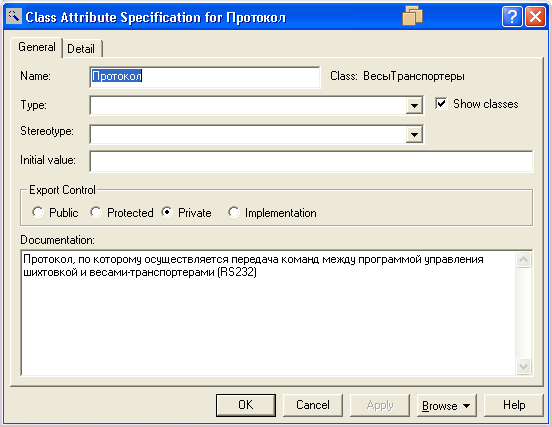 Class Attribute Specification for Протокол
General Detail
Name: Протокол Class: ВесыТранспортеры
Type: Show classes
Stereotype:
Initial value:
Export Control
Public Protected Private Implementation
Documentation:
Протокол, по которому осуществляется передача команд между программой управления
шихтовкой и весами-транспортерами (RS232)
OK Cancel Apply Browse Help